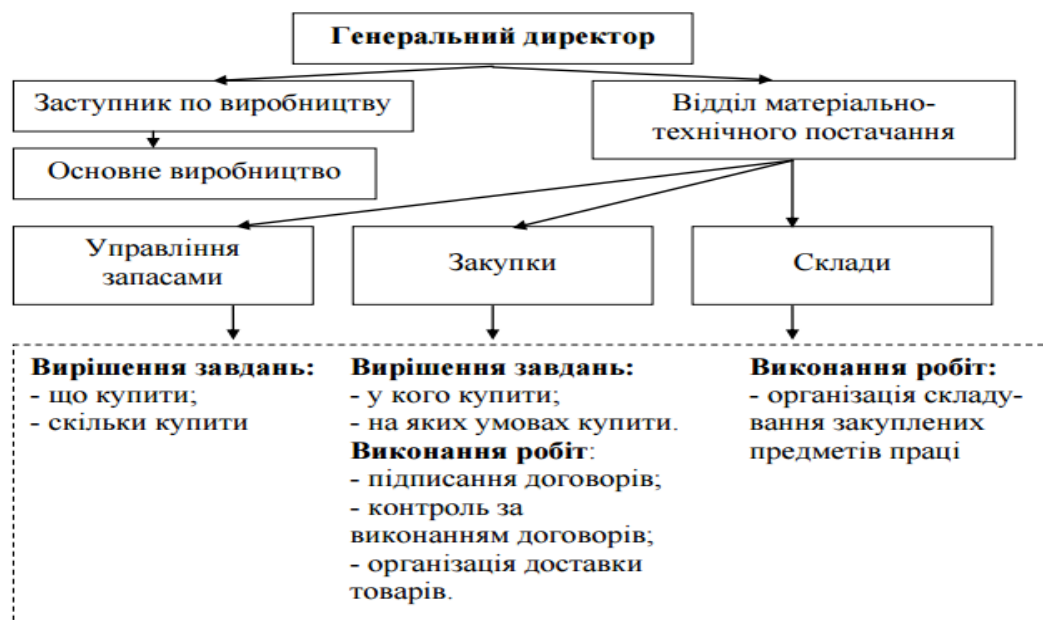 Генеральний директор
Заступник по виробництву
Відділ матеріально-
технічного постачання
Основне виробництво
Управління
запасами
Закупки
Склади
Вирішення завдань:
- що купити;
- скільки купити
Вирішення завдань:
- у кого купити;
- на яких умовах купити.
Виконання робіт:
- підписання договорів;
- контроль за
виконанням договорів;
- організація доставки
товарів.
Виконання робіт:
- організація складу-
вання закуплених
предметів праці